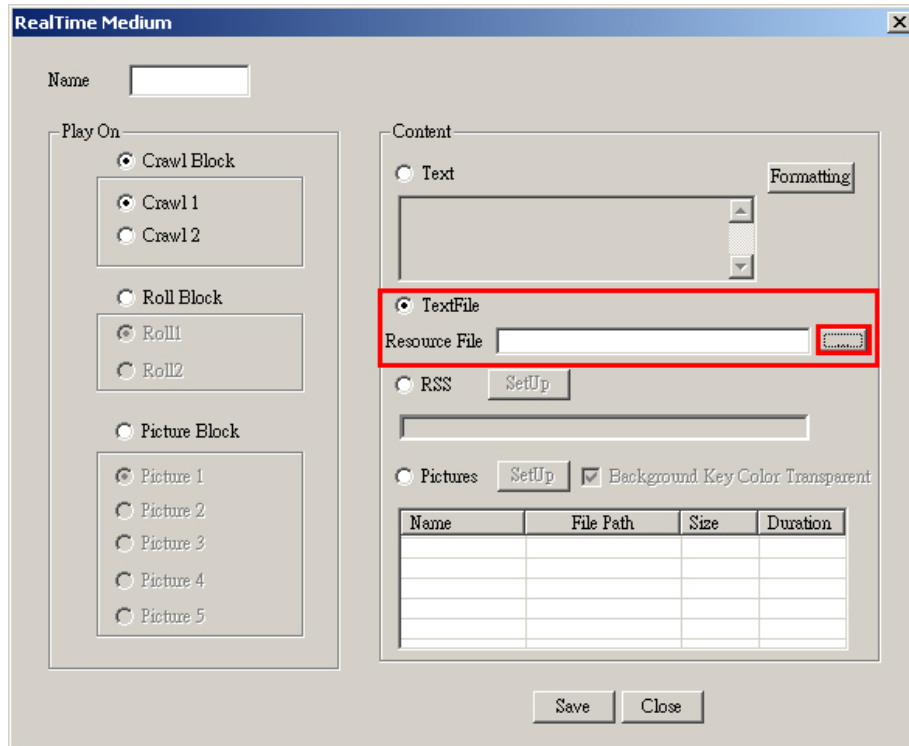 RealTime Medium
Name
Play On
Crawl Block
Crawl 1
Crawl 2
Roll Block
Roll1
Roll2
Picture Block
Picture 1
Picture 2
Picture 3
Picture 4
Picture 5
Content
Text
Formatting
TextFile
Resource File ......
RSS SetUp
Pictures SetUp Background Key Color Transparent
Name File Path Size Duration
Save Close